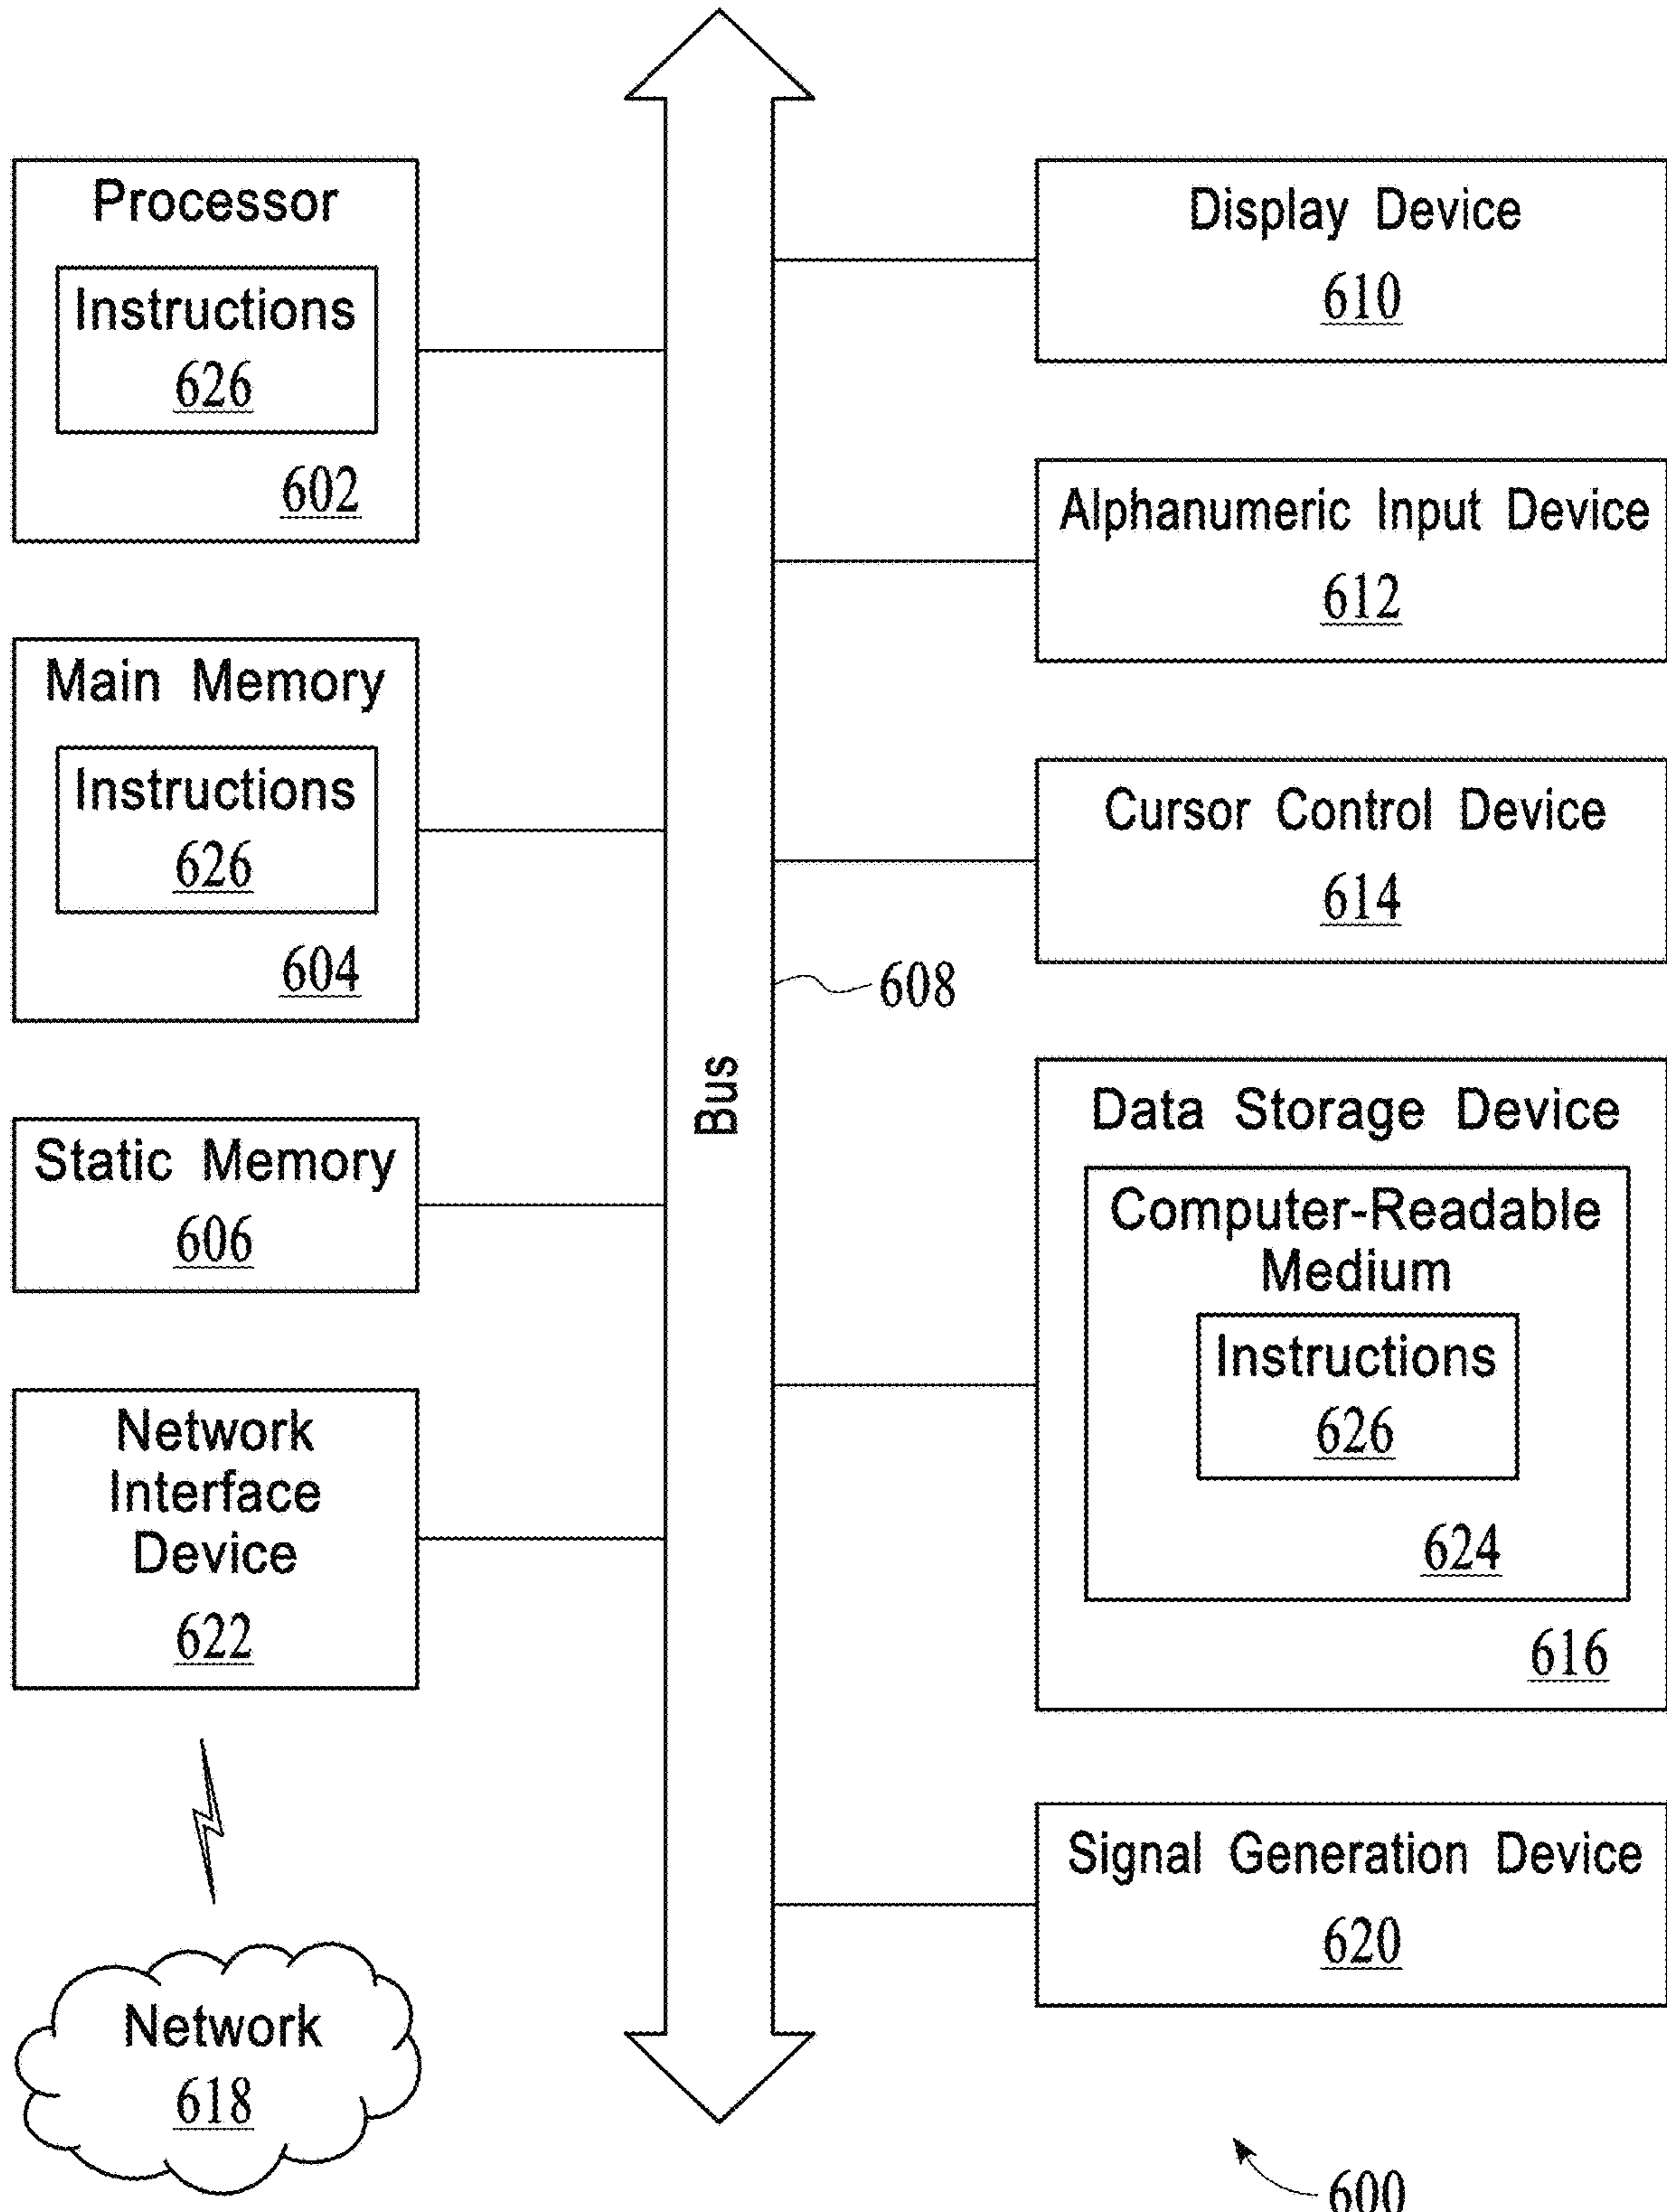 Processor
Instructions
626
602
Main Memory
Instructions
626
604
Static Memory
606
Network
Interface
Device
622
Network
618
Bus
608
Display Device
610
Alphanumeric Input Device
612
Cursor Control Device
614
Data Storage Device
Computer-Readable
Medium
Instructions
626
624
616
Signal Generation Device
620
600